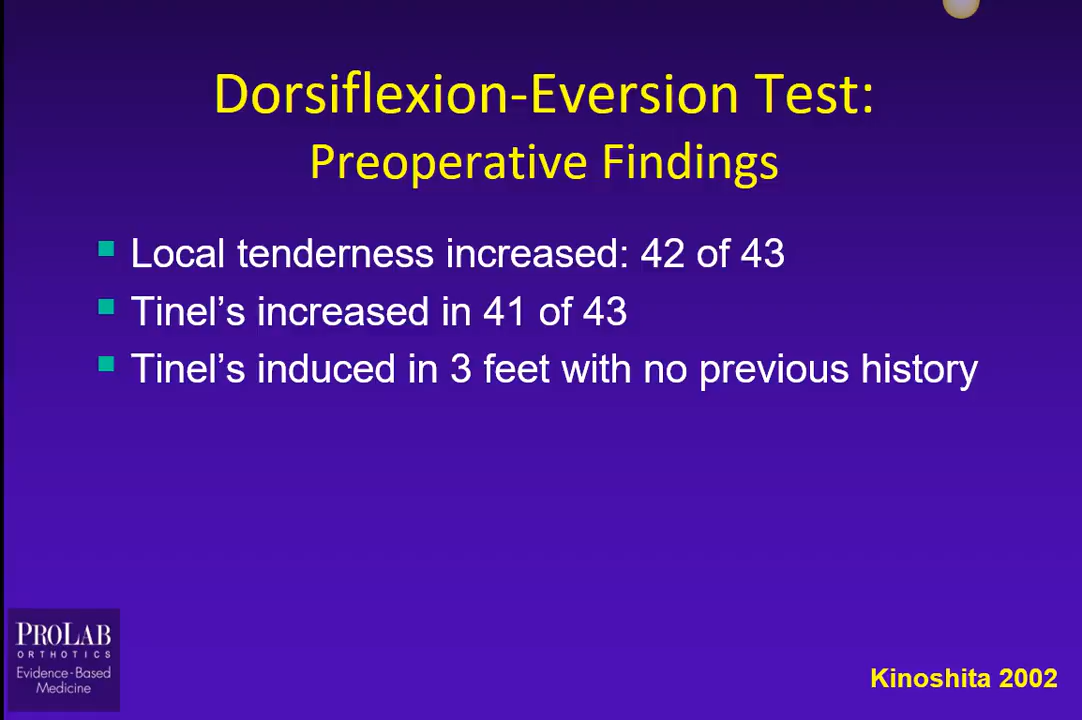 Dorsiflexion-Eversion Test:
Preoperative Findings
Local tenderness increased: 42 of 43
Tinel’s increased in 41 of 43
Tinel’s induced in 3 feet with no previous history
PROLAB
ORTHOTICS
Evidence-Based
Medicine
Kinoshita 2002